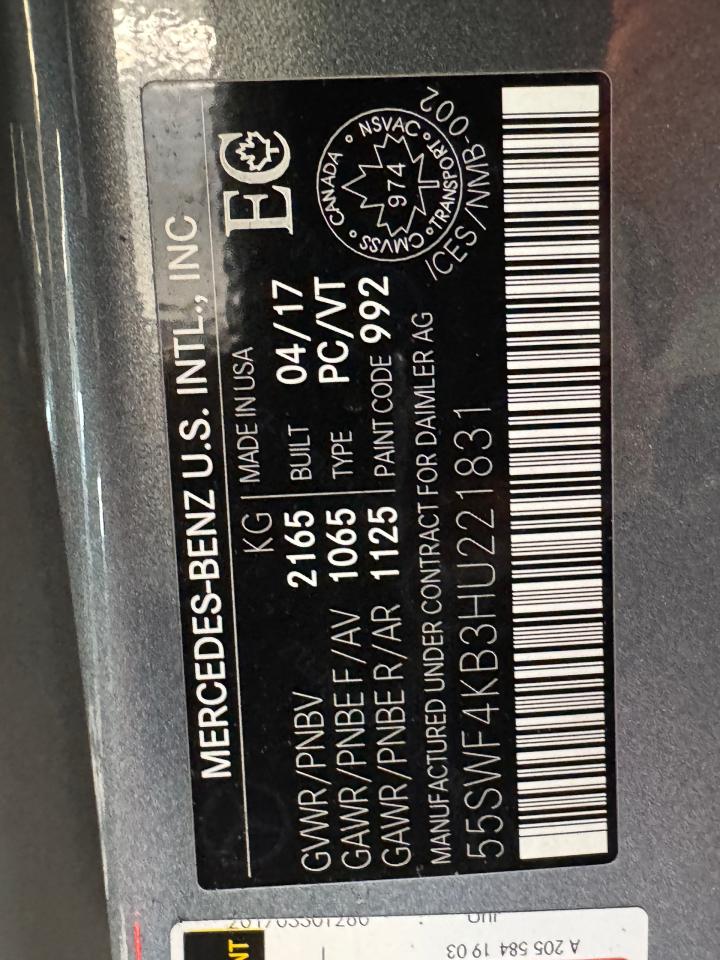 MERCEDES-BENZ U.S. INTL., INC
EC
KG
MADE IN USA
GVWR/PNBV 2165
BUILT 04/17
GAWR/PNBE F/AV 1065
TYPE PC/VT
GAWR/PNBE R/AR 1125
PAINT CODE 992
CANADA ∘ NSVAC ∘ TRANSPORT ∘ CMVSS ∘
974
/CES/NMB-002
MANUFACTURED UNDER CONTRACT FOR DAIMLER AG
55SWF4KB3HU221831
A 205 584 19 03